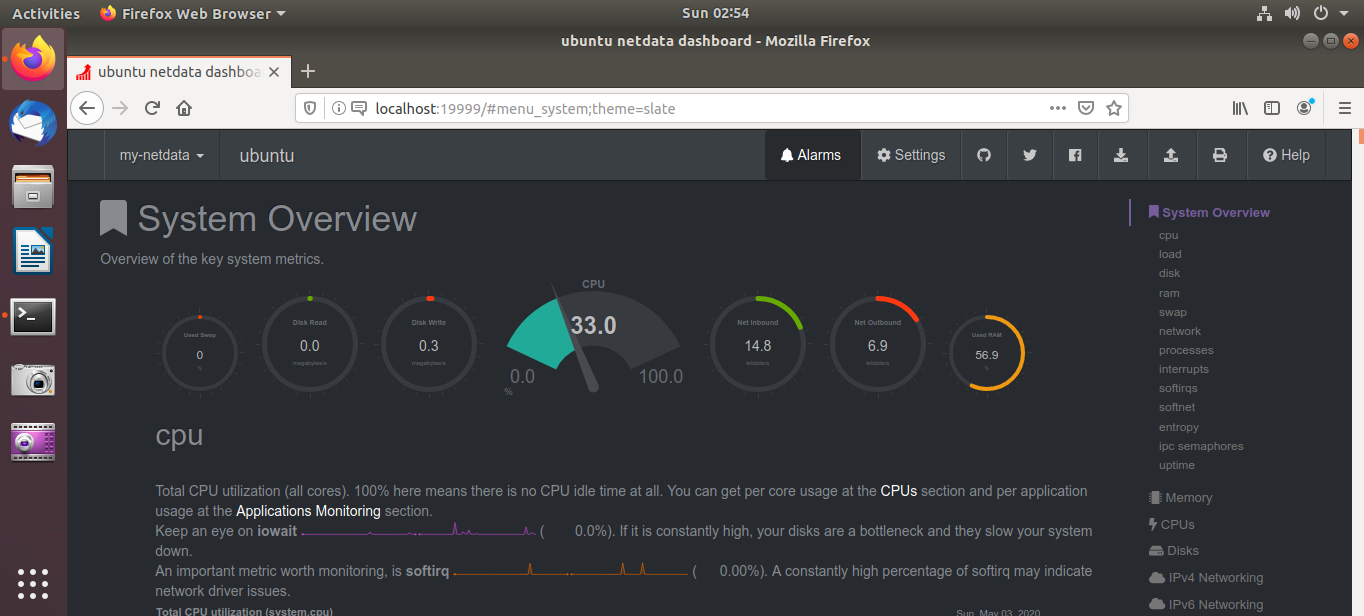 Activities Firefox Web Browser Sun 02:54
ubuntu netdata dashboard - Mozilla Firefox
ubuntu netdata dashboa
localhost:19999/#menu_system;theme=slate
my-netdata ubuntu Alarms Settings Help
System Overview
Overview of the key system metrics.
CPU
Used Swap
0
%
Disk Read
0.0
megabytes/s
Disk Write
0.3
megabytes/s
33.0
0.0 100.0
%
Net Inbound
14.8
kilobits/s
Net Outbound
6.9
kilobits/s
Used RAM
56.9
%
cpu
Total CPU utilization (all cores). 100% here means there is no CPU idle time at all. You can get per core usage at the CPUs section and per application
usage at the Applications Monitoring section.
Keep an eye on iowait ( 0.0%). If it is constantly high, your disks are a bottleneck and they slow your system
down.
An important metric worth monitoring, is softirq ( 0.00%). A constantly high percentage of softirq may indicate
network driver issues.
Total CPU utilization (system.cpu) Sun, May 03, 2020
System Overview
cpu
load
disk
ram
swap
network
processes
interrupts
softirqs
softnet
entropy
ipc semaphores
uptime
Memory
CPUs
Disks
IPv4 Networking
IPv6 Networking